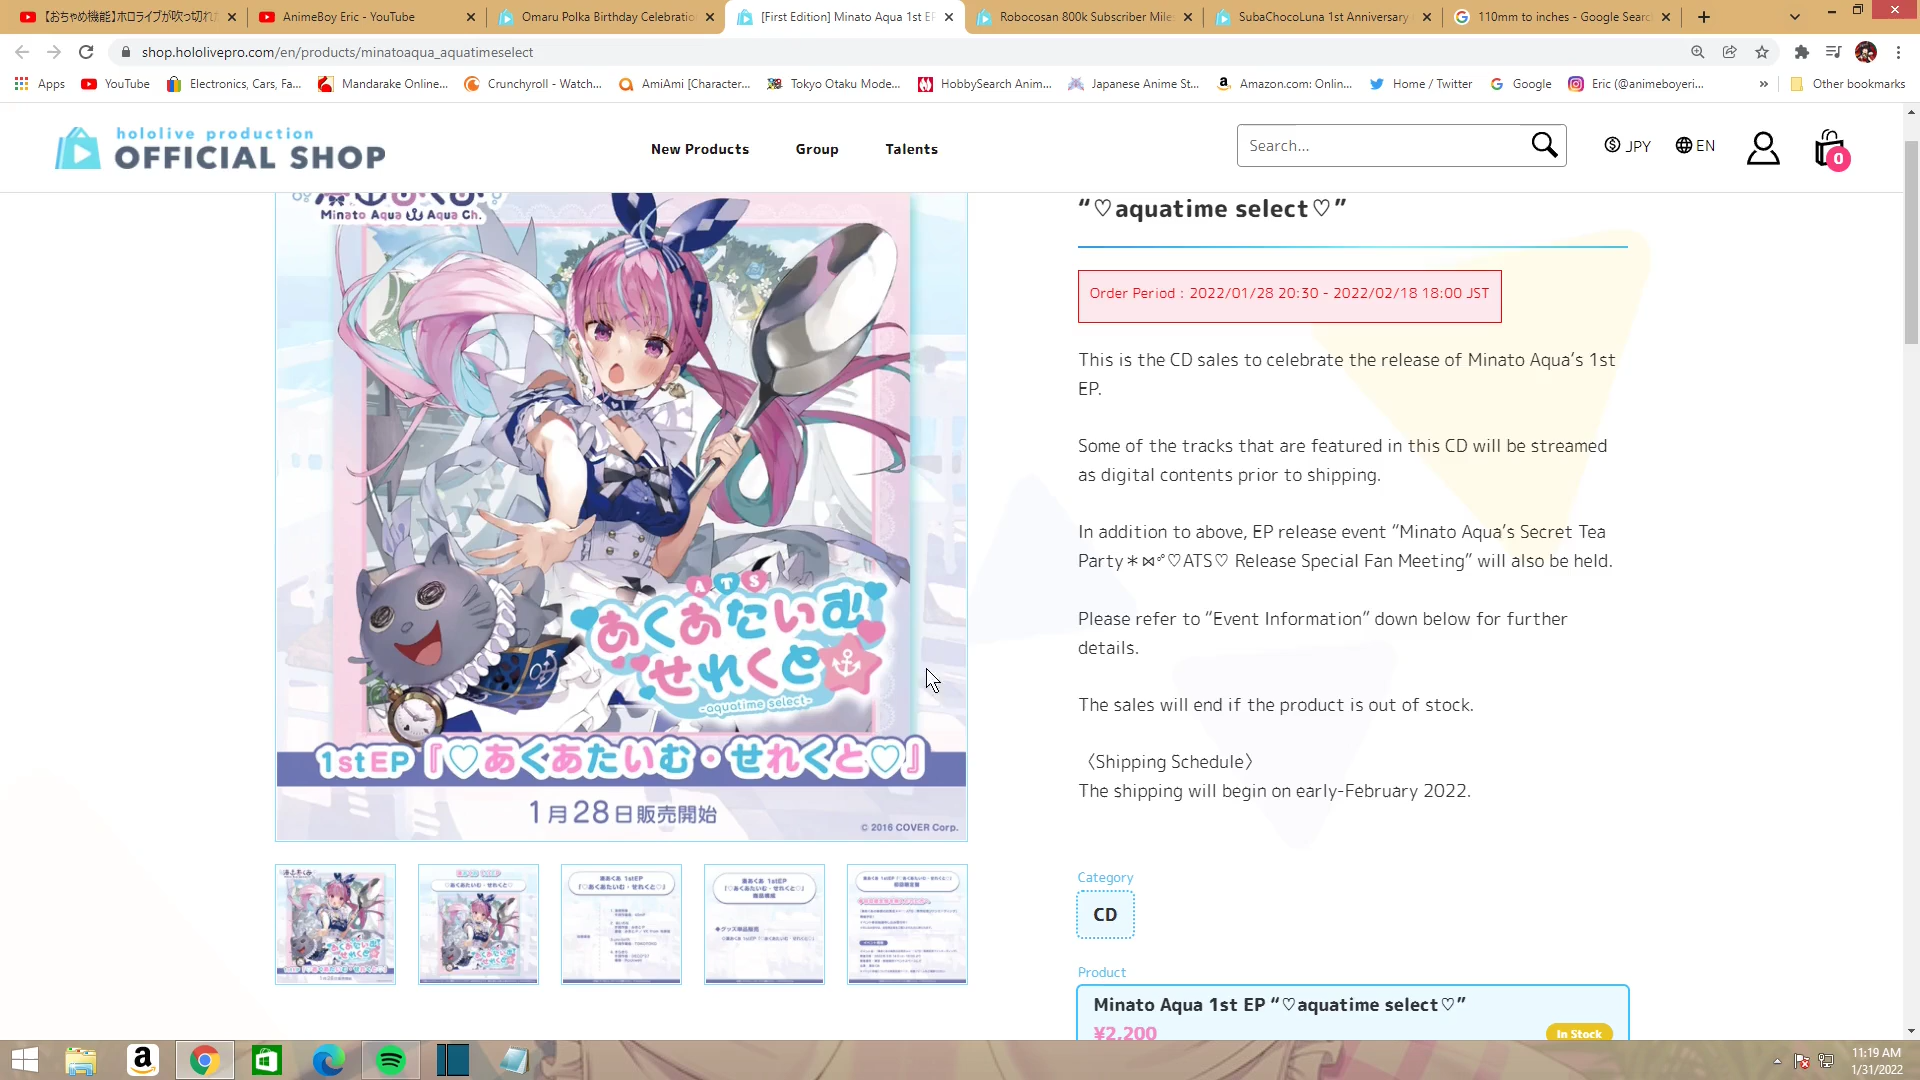 【おちゃめ機能】ホロライブが吹っ切れた
AnimeBoy Eric - YouTube
Omaru Polka Birthday Celebratio
[First Edition] Minato Aqua 1st EP
Robocosan 800k Subscriber Mile
SubaChocoLuna 1st Anniversary
110mm to inches - Google Searc
shop.hololivepro.com/en/products/minatoaqua_aquatimeselect
Apps
YouTube
Electronics, Cars, Fa...
Mandarake Online...
Crunchyroll - Watch...
AmiAmi [Character...
Tokyo Otaku Mode...
HobbySearch Anim...
Japanese Anime St...
Amazon.com: Onlin...
Home / Twitter
Google
Eric (@animeboyeri...
»
Other bookmarks
hololive production
OFFICIAL SHOP
New Products
Group
Talents
Search...
JPY
EN
0
Minato Aqua Aqua Ch.
ATS
あくあたいむ
せれくと
-aquatime select-
1stEP『♡あくあたいむ・せれくと♡』
1月28日販売開始
© 2016 COVER Corp.
“♡aquatime select♡”
Order Period : 2022/01/28 20:30 - 2022/02/18 18:00 JST
This is the CD sales to celebrate the release of Minato Aqua’s 1st
EP.
Some of the tracks that are featured in this CD will be streamed
as digital contents prior to shipping.
In addition to above, EP release event “Minato Aqua’s Secret Tea
Party＊⋈♡ATS♡ Release Special Fan Meeting” will also be held.
Please refer to “Event Information” down below for further
details.
The sales will end if the product is out of stock.
〈Shipping Schedule〉
The shipping will begin on early-February 2022.
Category
CD
Product
Minato Aqua 1st EP “♡aquatime select♡”
¥2,200
In Stock
11:19 AM
1/31/2022